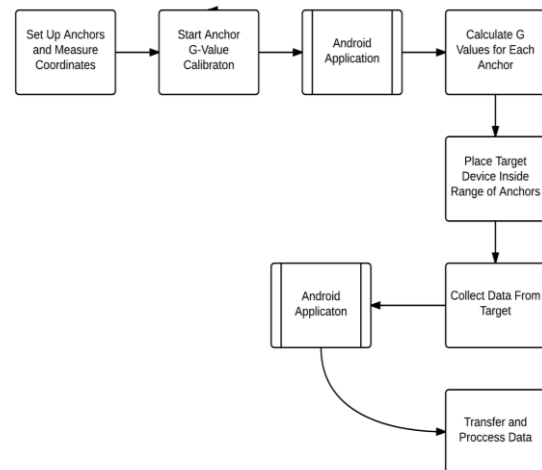 Set Up Anchors
and Measure
Coordinates
Start Anchor
G-Value
Calibraton
Android
Application
Calculate G
Values for Each
Anchor
Place Target
Device Inside
Range of Anchors
Collect Data From
Target
Android
Applicaton
Transfer and
Proccess Data